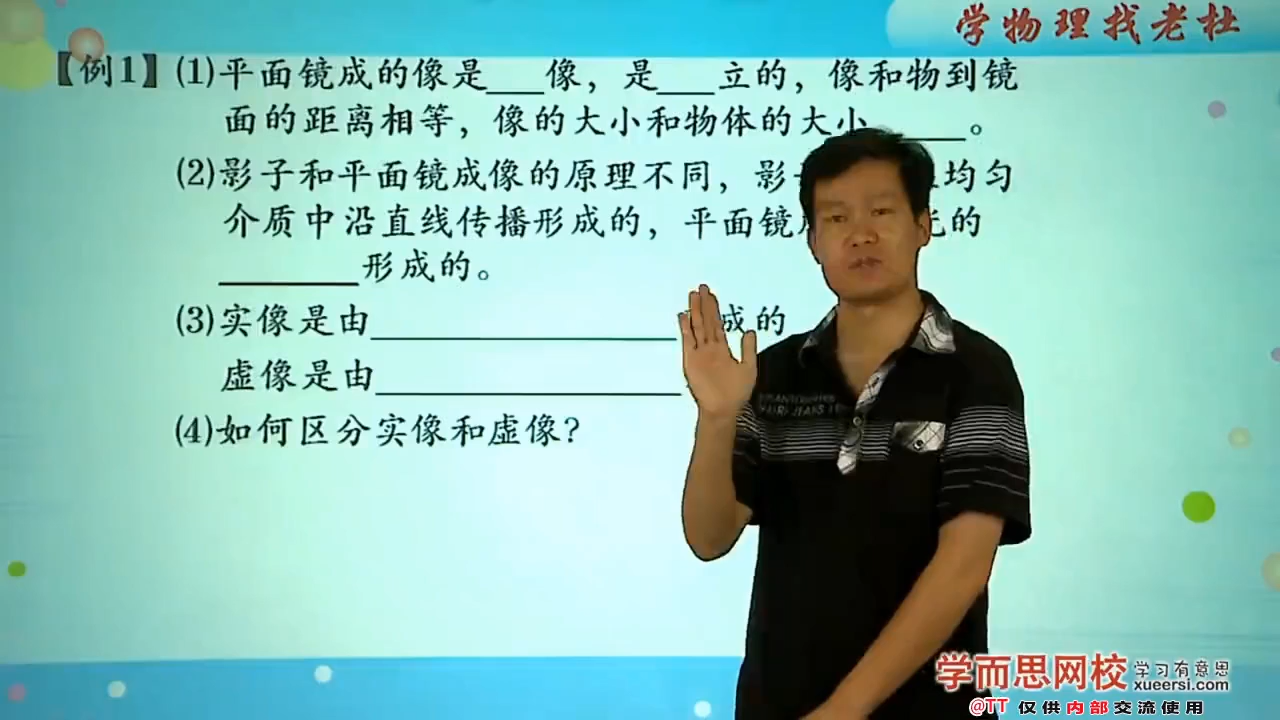 学物理找老杜
【例1】(1)平面镜成的像是___像，是___立的，像和物到镜
面的距离相等，像的大小和物体的大小____。
(2)影子和平面镜成像的原理不同，影 均匀
介质中沿直线传播形成的，平面镜 的
_______形成的。
(3)实像是由________________成的
虚像是由________________
(4)如何区分实像和虚像?
学而思网校 学习有意思
xueersi.com
@TT 仅供内部交流使用